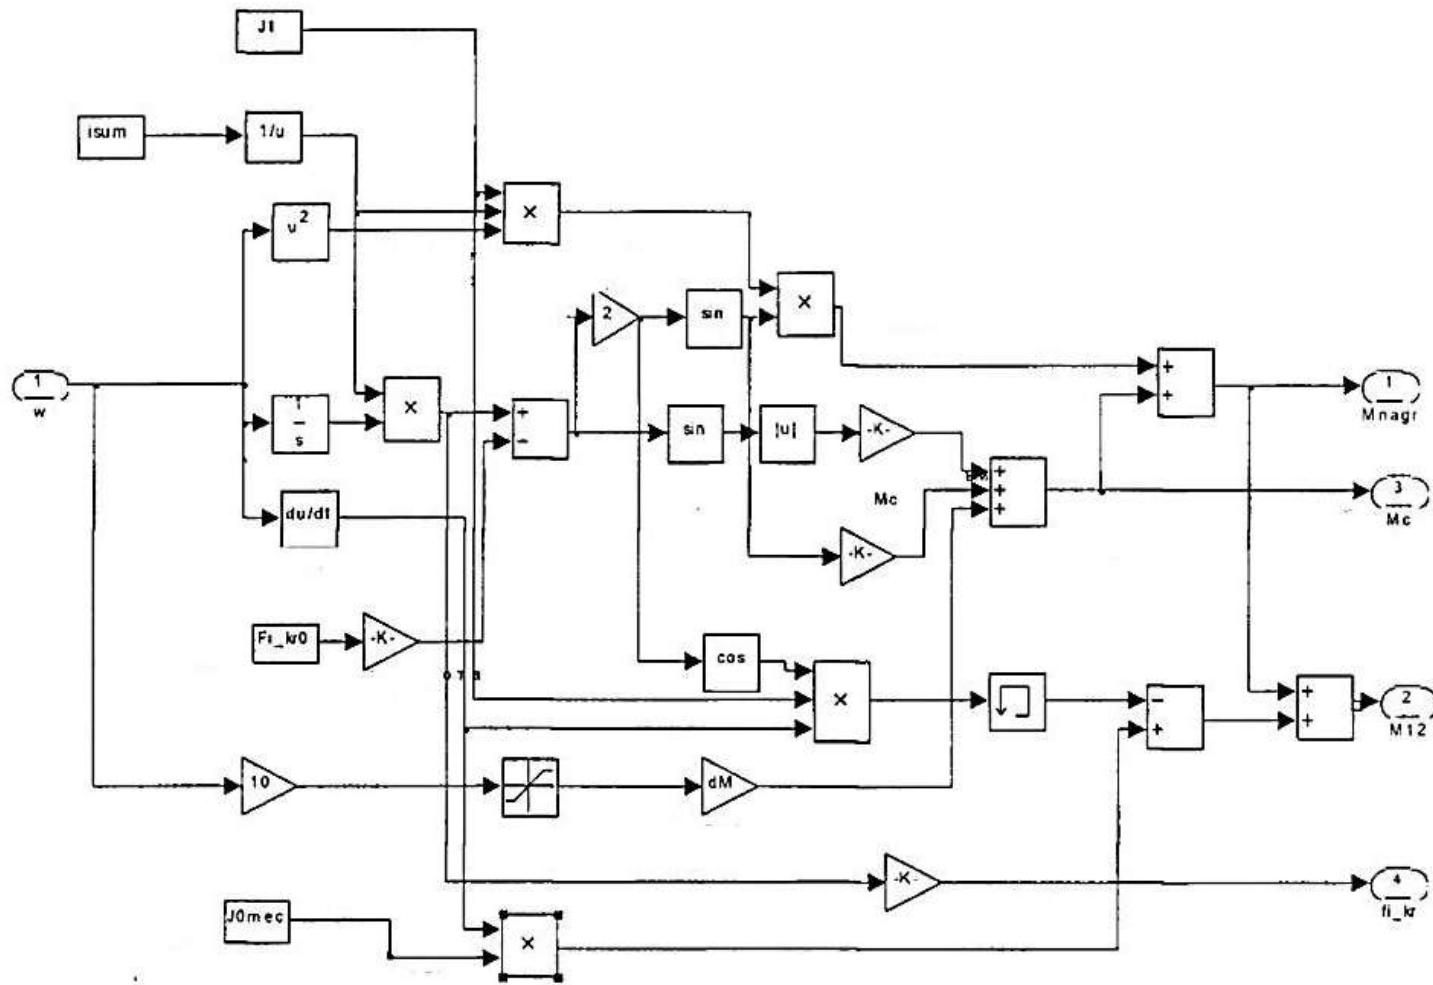 J1
isum
1/u
×
u²
2
sin
×
1
w
×
+
−
+
+
1
Mnagr
1
s
sin
|u|
-K-
+
+
+
Mc
3
Mc
du/dt
-K-
Fi_kr0
-K-
cos
×
−
+
+
+
2
M12
10
dM
-K-
4
fi_kr
J0mec
×